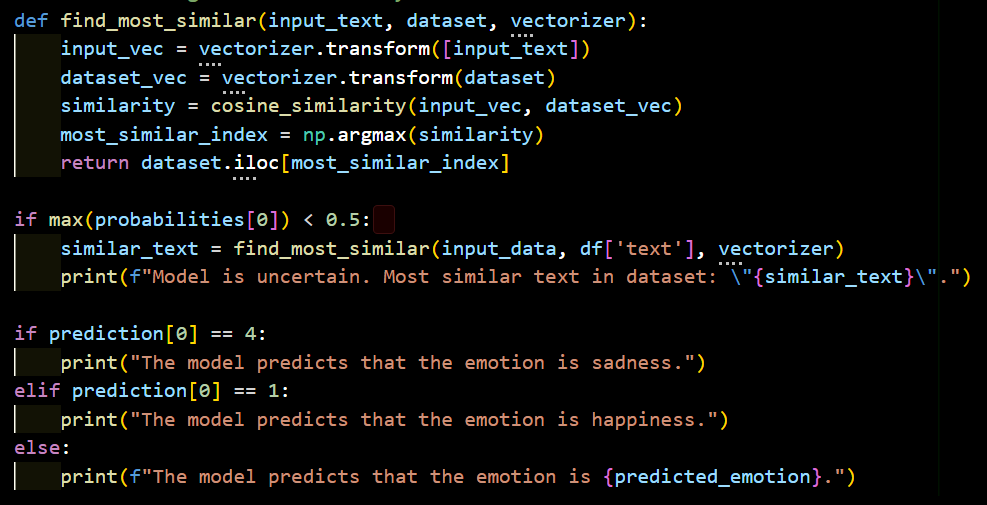 def find_most_similar(input_text, dataset, vectorizer):
    input_vec = vectorizer.transform([input_text])
    dataset_vec = vectorizer.transform(dataset)
    similarity = cosine_similarity(input_vec, dataset_vec)
    most_similar_index = np.argmax(similarity)
    return dataset.iloc[most_similar_index]

if max(probabilities[0]) < 0.5:
    similar_text = find_most_similar(input_data, df['text'], vectorizer)
    print(f"Model is uncertain. Most similar text in dataset: \"{similar_text}\".")

if prediction[0] == 4:
    print("The model predicts that the emotion is sadness.")
elif prediction[0] == 1:
    print("The model predicts that the emotion is happiness.")
else:
    print(f"The model predicts that the emotion is {predicted_emotion}.")